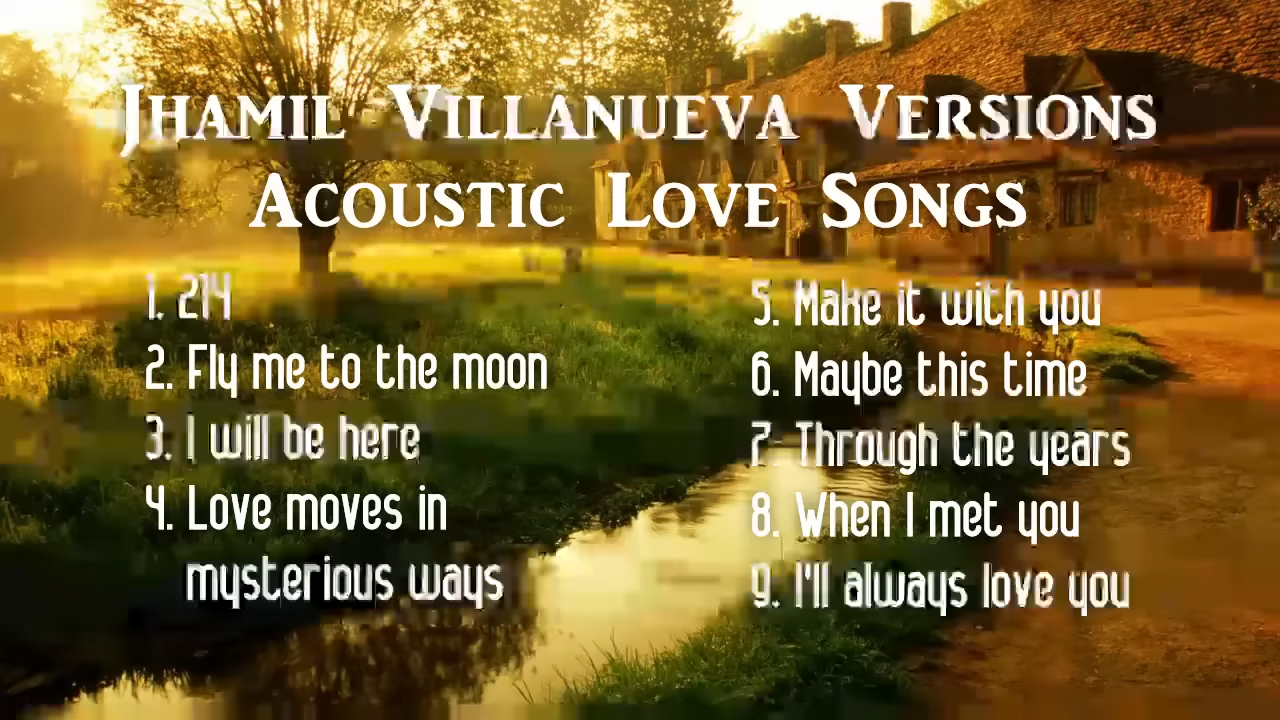 Jhamil Villanueva Versions
Acoustic Love Songs
1. 214
2. Fly me to the moon
3. I will be here
4. Love moves in
mysterious ways
5. Make it with you
6. Maybe this time
7. Through the years
8. When I met you
9. I'll always love you